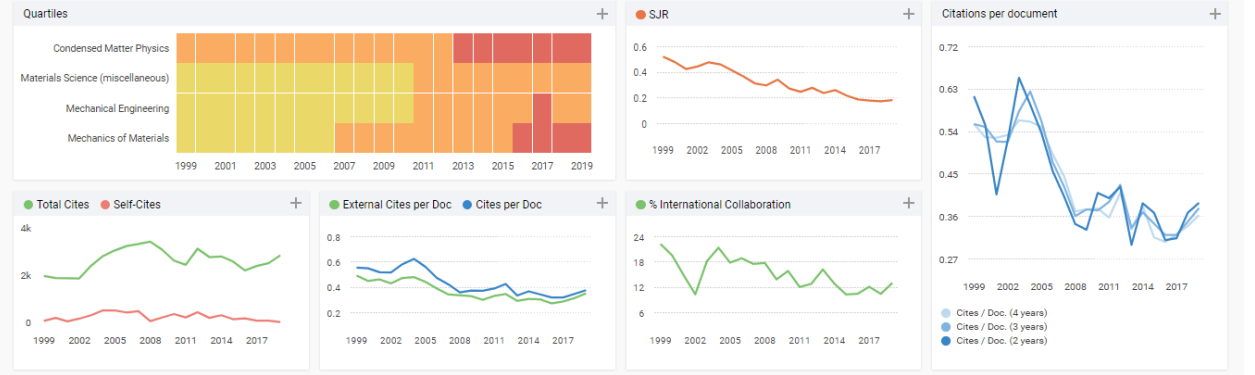 Quartiles
Condensed Matter Physics
Materials Science (miscellaneous)
Mechanical Engineering
Mechanics of Materials
1999 2001 2003 2005 2007 2009 2011 2013 2015 2017 2019
SJR
0.6
0.4
0.2
0
1999 2002 2005 2008 2011 2014 2017
Citations per document
0.72
0.63
0.54
0.45
0.36
0.27
1999 2002 2005 2008 2011 2014 2017
Cites / Doc. (4 years)
Cites / Doc. (3 years)
Cites / Doc. (2 years)
Total Cites Self-Cites
4k
2k
0
1999 2002 2005 2008 2011 2014 2017
External Cites per Doc Cites per Doc
0.8
0.6
0.4
0.2
1999 2002 2005 2008 2011 2014 2017
% International Collaboration
24
18
12
6
1999 2002 2005 2008 2011 2014 2017